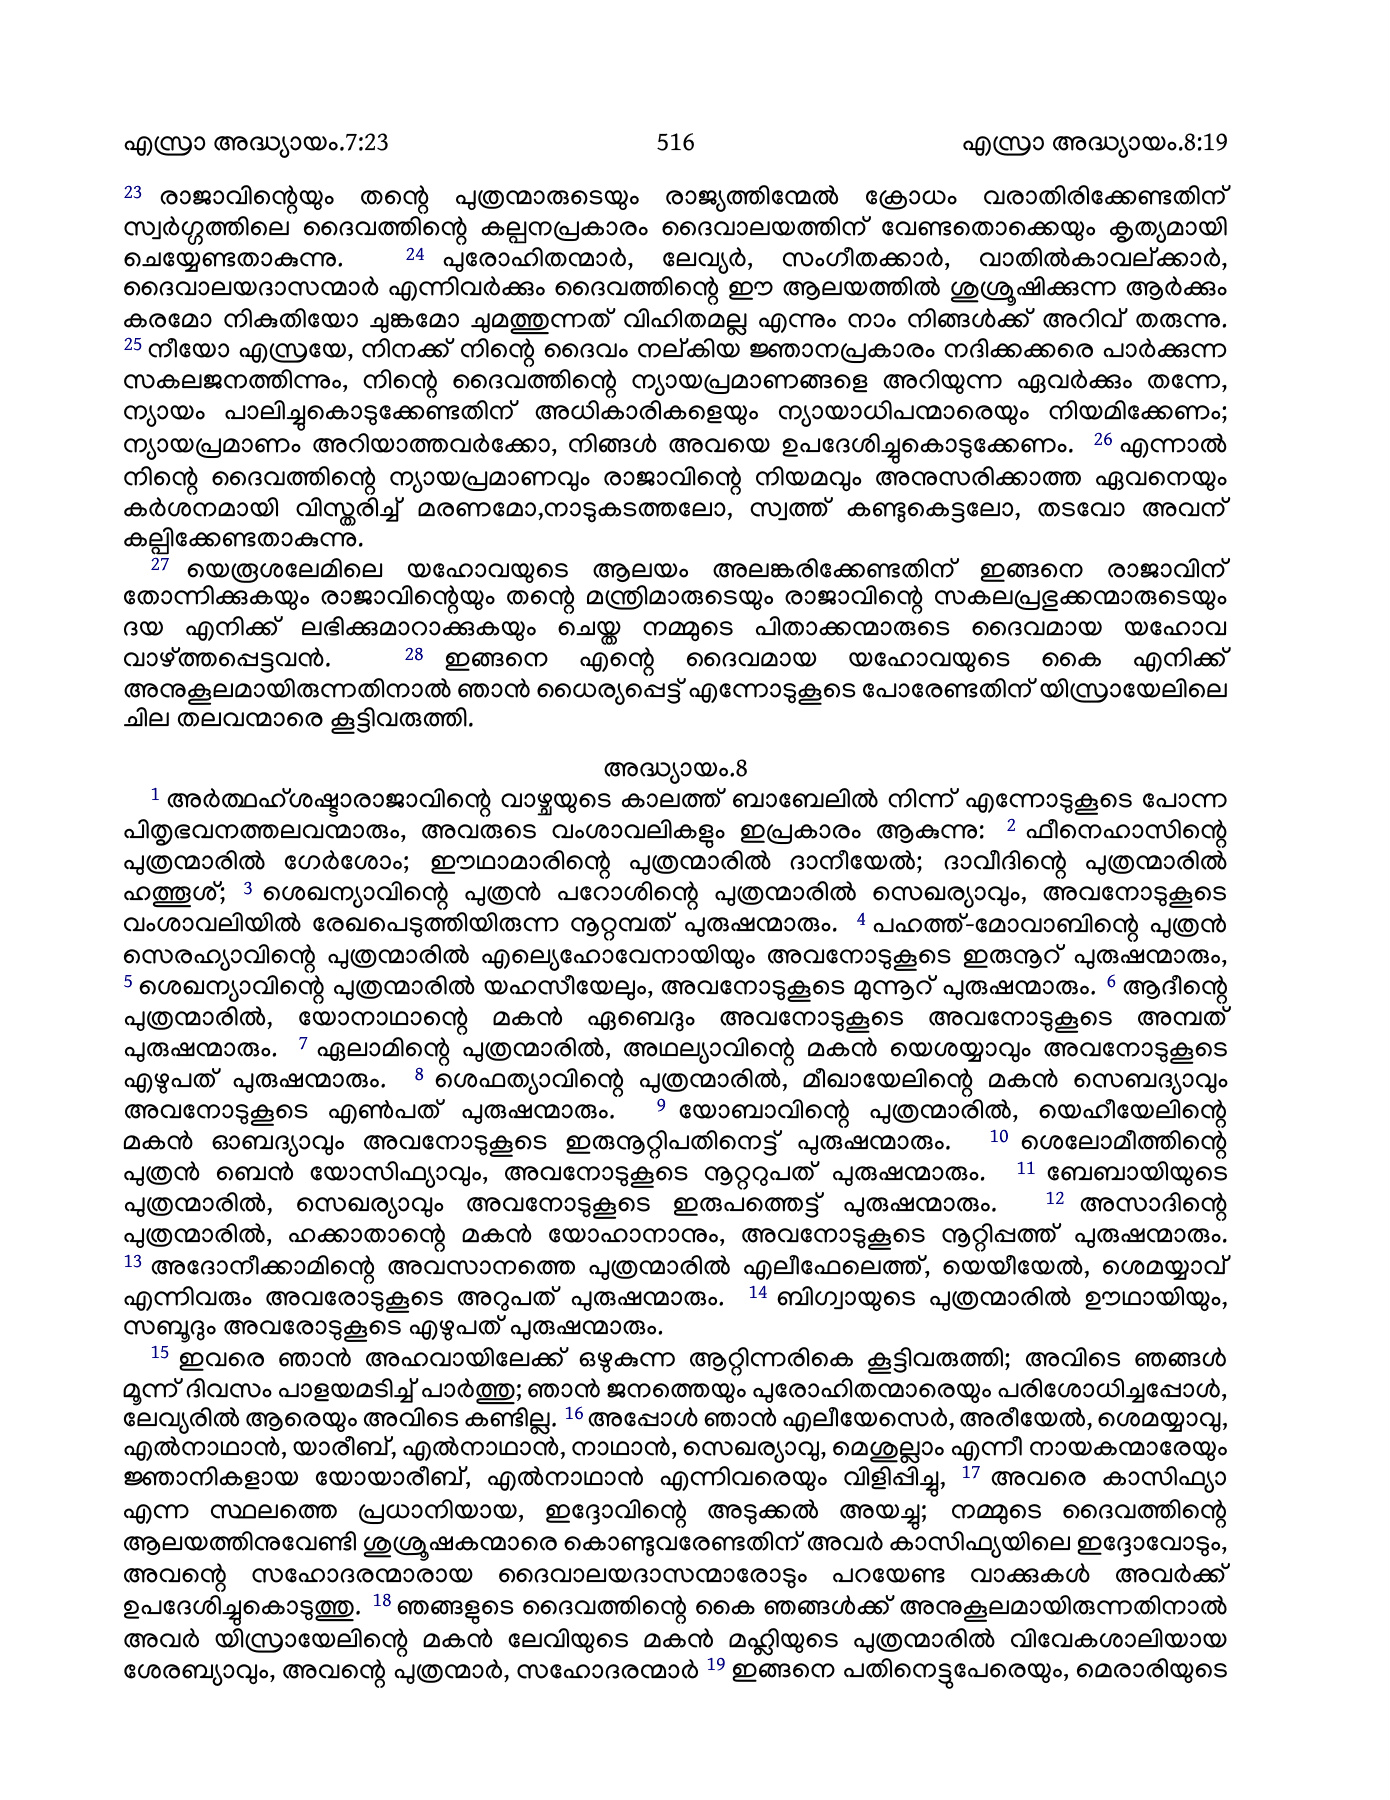 എസ്രാ അദ്ധ്യായം.7:23 516 എസ്രാ അദ്ധ്യായം.8:19
23 രാജാവിന്റെയും തന്റെ പുത്രന്മാരുടെയും രാജ്യത്തിന്മേൽ ക്രോധം വരാതിരിക്കേണ്ടതിന്
സ്വർഗ്ഗത്തിലെ ദൈവത്തിന്റെ കല്പനപ്രകാരം ദൈവാലയത്തിന് വേണ്ടതൊക്കെയും കൃത്യമായി
ചെയ്യേണ്ടതാകുന്നു. 24 പുരോഹിതന്മാർ, ലേവ്യർ, സംഗീതക്കാർ, വാതിൽകാവല്ക്കാർ,
ദൈവാലയദാസന്മാർ എന്നിവർക്കും ദൈവത്തിന്റെ ഈ ആലയത്തിൽ ശുശ്രൂഷിക്കുന്ന ആർക്കും
കരമോ നികുതിയോ ചുങ്കമോ ചുമത്തുന്നത് വിഹിതമല്ല എന്നും നാം നിങ്ങൾക്ക് അറിവ് തരുന്നു.
25 നീയോ എസ്രയേ, നിനക്ക് നിന്റെ ദൈവം നല്കിയ ജ്ഞാനപ്രകാരം നദിക്കക്കരെ പാർക്കുന്ന
സകലജനത്തിന്നും, നിന്റെ ദൈവത്തിന്റെ ന്യായപ്രമാണങ്ങളെ അറിയുന്ന ഏവർക്കും തന്നേ,
ന്യായം പാലിച്ചുകൊടുക്കേണ്ടതിന് അധികാരികളെയും ന്യായാധിപന്മാരെയും നിയമിക്കേണം;
ന്യായപ്രമാണം അറിയാത്തവർക്കോ, നിങ്ങൾ അവയെ ഉപദേശിച്ചുകൊടുക്കേണം. 26 എന്നാൽ
നിന്റെ ദൈവത്തിന്റെ ന്യായപ്രമാണവും രാജാവിന്റെ നിയമവും അനുസരിക്കാത്ത ഏവനെയും
കർശനമായി വിസ്തരിച്ച് മരണമോ,നാടുകടത്തലോ, സ്വത്ത് കണ്ടുകെട്ടലോ, തടവോ അവന്
കല്പിക്കേണ്ടതാകുന്നു.
27 യെരൂശലേമിലെ യഹോവയുടെ ആലയം അലങ്കരിക്കേണ്ടതിന് ഇങ്ങനെ രാജാവിന്
തോന്നിക്കുകയും രാജാവിന്റെയും തന്റെ മന്ത്രിമാരുടെയും രാജാവിന്റെ സകലപ്രഭുക്കന്മാരുടെയും
ദയ എനിക്ക് ലഭിക്കുമാറാക്കുകയും ചെയ്ത നമ്മുടെ പിതാക്കന്മാരുടെ ദൈവമായ യഹോവ
വാഴ്ത്തപ്പെട്ടവൻ. 28 ഇങ്ങനെ എന്റെ ദൈവമായ യഹോവയുടെ കൈ എനിക്ക്
അനുകൂലമായിരുന്നതിനാൽ ഞാൻ ധൈര്യപ്പെട്ട് എന്നോടുകൂടെ പോരേണ്ടതിന് യിസ്രായേലിലെ
ചില തലവന്മാരെ കൂട്ടിവരുത്തി.
അദ്ധ്യായം.8
1 അർത്ഥഹ്ശഷ്ടാരാജാവിന്റെ വാഴ്ചയുടെ കാലത്ത് ബാബേലിൽ നിന്ന് എന്നോടുകൂടെ പോന്ന
പിതൃഭവനത്തലവന്മാരും, അവരുടെ വംശാവലികളും ഇപ്രകാരം ആകുന്നു: 2 ഫീനെഹാസിന്റെ
പുത്രന്മാരിൽ ഗേർശോം; ഈഥാമാരിന്റെ പുത്രന്മാരിൽ ദാനീയേൽ; ദാവീദിന്റെ പുത്രന്മാരിൽ
ഹത്തൂശ്; 3 ശെഖന്യാവിന്റെ പുത്രൻ പറോശിന്റെ പുത്രന്മാരിൽ സെഖര്യാവും, അവനോടുകൂടെ
വംശാവലിയിൽ രേഖപെടുത്തിയിരുന്ന നൂറ്റമ്പത് പുരുഷന്മാരും. 4 പഹത്ത്-മോവാബിന്റെ പുത്രൻ
സെരഹ്യാവിന്റെ പുത്രന്മാരിൽ എല്യെഹോവേനായിയും അവനോടുകൂടെ ഇരുനൂറ് പുരുഷന്മാരും,
5 ശെഖന്യാവിന്റെ പുത്രന്മാരിൽ യഹസീയേലും, അവനോടുകൂടെ മുന്നൂറ് പുരുഷന്മാരും. 6 ആദീന്റെ
പുത്രന്മാരിൽ, യോനാഥാന്റെ മകൻ ഏബെദും അവനോടുകൂടെ അവനോടുകൂടെ അമ്പത്
പുരുഷന്മാരും. 7 ഏലാമിന്റെ പുത്രന്മാരിൽ, അഥല്യാവിന്റെ മകൻ യെശയ്യാവും അവനോടുകൂടെ
എഴുപത് പുരുഷന്മാരും. 8 ശെഫത്യാവിന്റെ പുത്രന്മാരിൽ, മീഖായേലിന്റെ മകൻ സെബദ്യാവും
അവനോടുകൂടെ എൺപത് പുരുഷന്മാരും. 9 യോബാവിന്റെ പുത്രന്മാരിൽ, യെഹീയേലിന്റെ
മകൻ ഓബദ്യാവും അവനോടുകൂടെ ഇരുനൂറ്റിപതിനെട്ട് പുരുഷന്മാരും. 10 ശെലോമീത്തിന്റെ
പുത്രൻ ബെൻ യോസിഫ്യാവും, അവനോടുകൂടെ നൂറ്ററുപത് പുരുഷന്മാരും. 11 ബേബായിയുടെ
പുത്രന്മാരിൽ, സെഖര്യാവും അവനോടുകൂടെ ഇരുപത്തെട്ട് പുരുഷന്മാരും. 12 അസാദിന്റെ
പുത്രന്മാരിൽ, ഹക്കാതാന്റെ മകൻ യോഹാനാനും, അവനോടുകൂടെ നൂറ്റിപ്പത്ത് പുരുഷന്മാരും.
13 അദോനീക്കാമിന്റെ അവസാനത്തെ പുത്രന്മാരിൽ എലീഫേലെത്ത്, യെയീയേൽ, ശെമയ്യാവ്
എന്നിവരും അവരോടുകൂടെ അറുപത് പുരുഷന്മാരും. 14 ബിഗ്വായുടെ പുത്രന്മാരിൽ ഊഥായിയും,
സബൂദും അവരോടുകൂടെ എഴുപത് പുരുഷന്മാരും.
15 ഇവരെ ഞാൻ അഹവായിലേക്ക് ഒഴുകുന്ന ആറ്റിന്നരികെ കൂട്ടിവരുത്തി; അവിടെ ഞങ്ങൾ
മൂന്ന് ദിവസം പാളയമടിച്ച് പാർത്തു; ഞാൻ ജനത്തെയും പുരോഹിതന്മാരെയും പരിശോധിച്ചപ്പോൾ,
ലേവ്യരിൽ ആരെയും അവിടെ കണ്ടില്ല. 16 അപ്പോൾ ഞാൻ എലീയേസെർ, അരീയേൽ, ശെമയ്യാവു,
എൽനാഥാൻ, യാരീബ്, എൽനാഥാൻ, നാഥാൻ, സെഖര്യാവു, മെശുല്ലാം എന്നീ നായകന്മാരേയും
ജ്ഞാനികളായ യോയാരീബ്, എൽനാഥാൻ എന്നിവരെയും വിളിപ്പിച്ചു, 17 അവരെ കാസിഫ്യാ
എന്ന സ്ഥലത്തെ പ്രധാനിയായ, ഇദ്ദോവിന്റെ അടുക്കൽ അയച്ചു; നമ്മുടെ ദൈവത്തിന്റെ
ആലയത്തിനുവേണ്ടി ശുശ്രൂഷകന്മാരെ കൊണ്ടുവരേണ്ടതിന് അവർ കാസിഫ്യയിലെ ഇദ്ദോവോടും,
അവന്റെ സഹോദരന്മാരായ ദൈവാലയദാസന്മാരോടും പറയേണ്ട വാക്കുകൾ അവർക്ക്
ഉപദേശിച്ചുകൊടുത്തു. 18 ഞങ്ങളുടെ ദൈവത്തിന്റെ കൈ ഞങ്ങൾക്ക് അനുകൂലമായിരുന്നതിനാൽ
അവർ യിസ്രായേലിന്റെ മകൻ ലേവിയുടെ മകൻ മഹ്ലിയുടെ പുത്രന്മാരിൽ വിവേകശാലിയായ
ശേരബ്യാവും, അവന്റെ പുത്രന്മാർ, സഹോദരന്മാർ 19 ഇങ്ങനെ പതിനെട്ടുപേരെയും, മെരാരിയുടെ